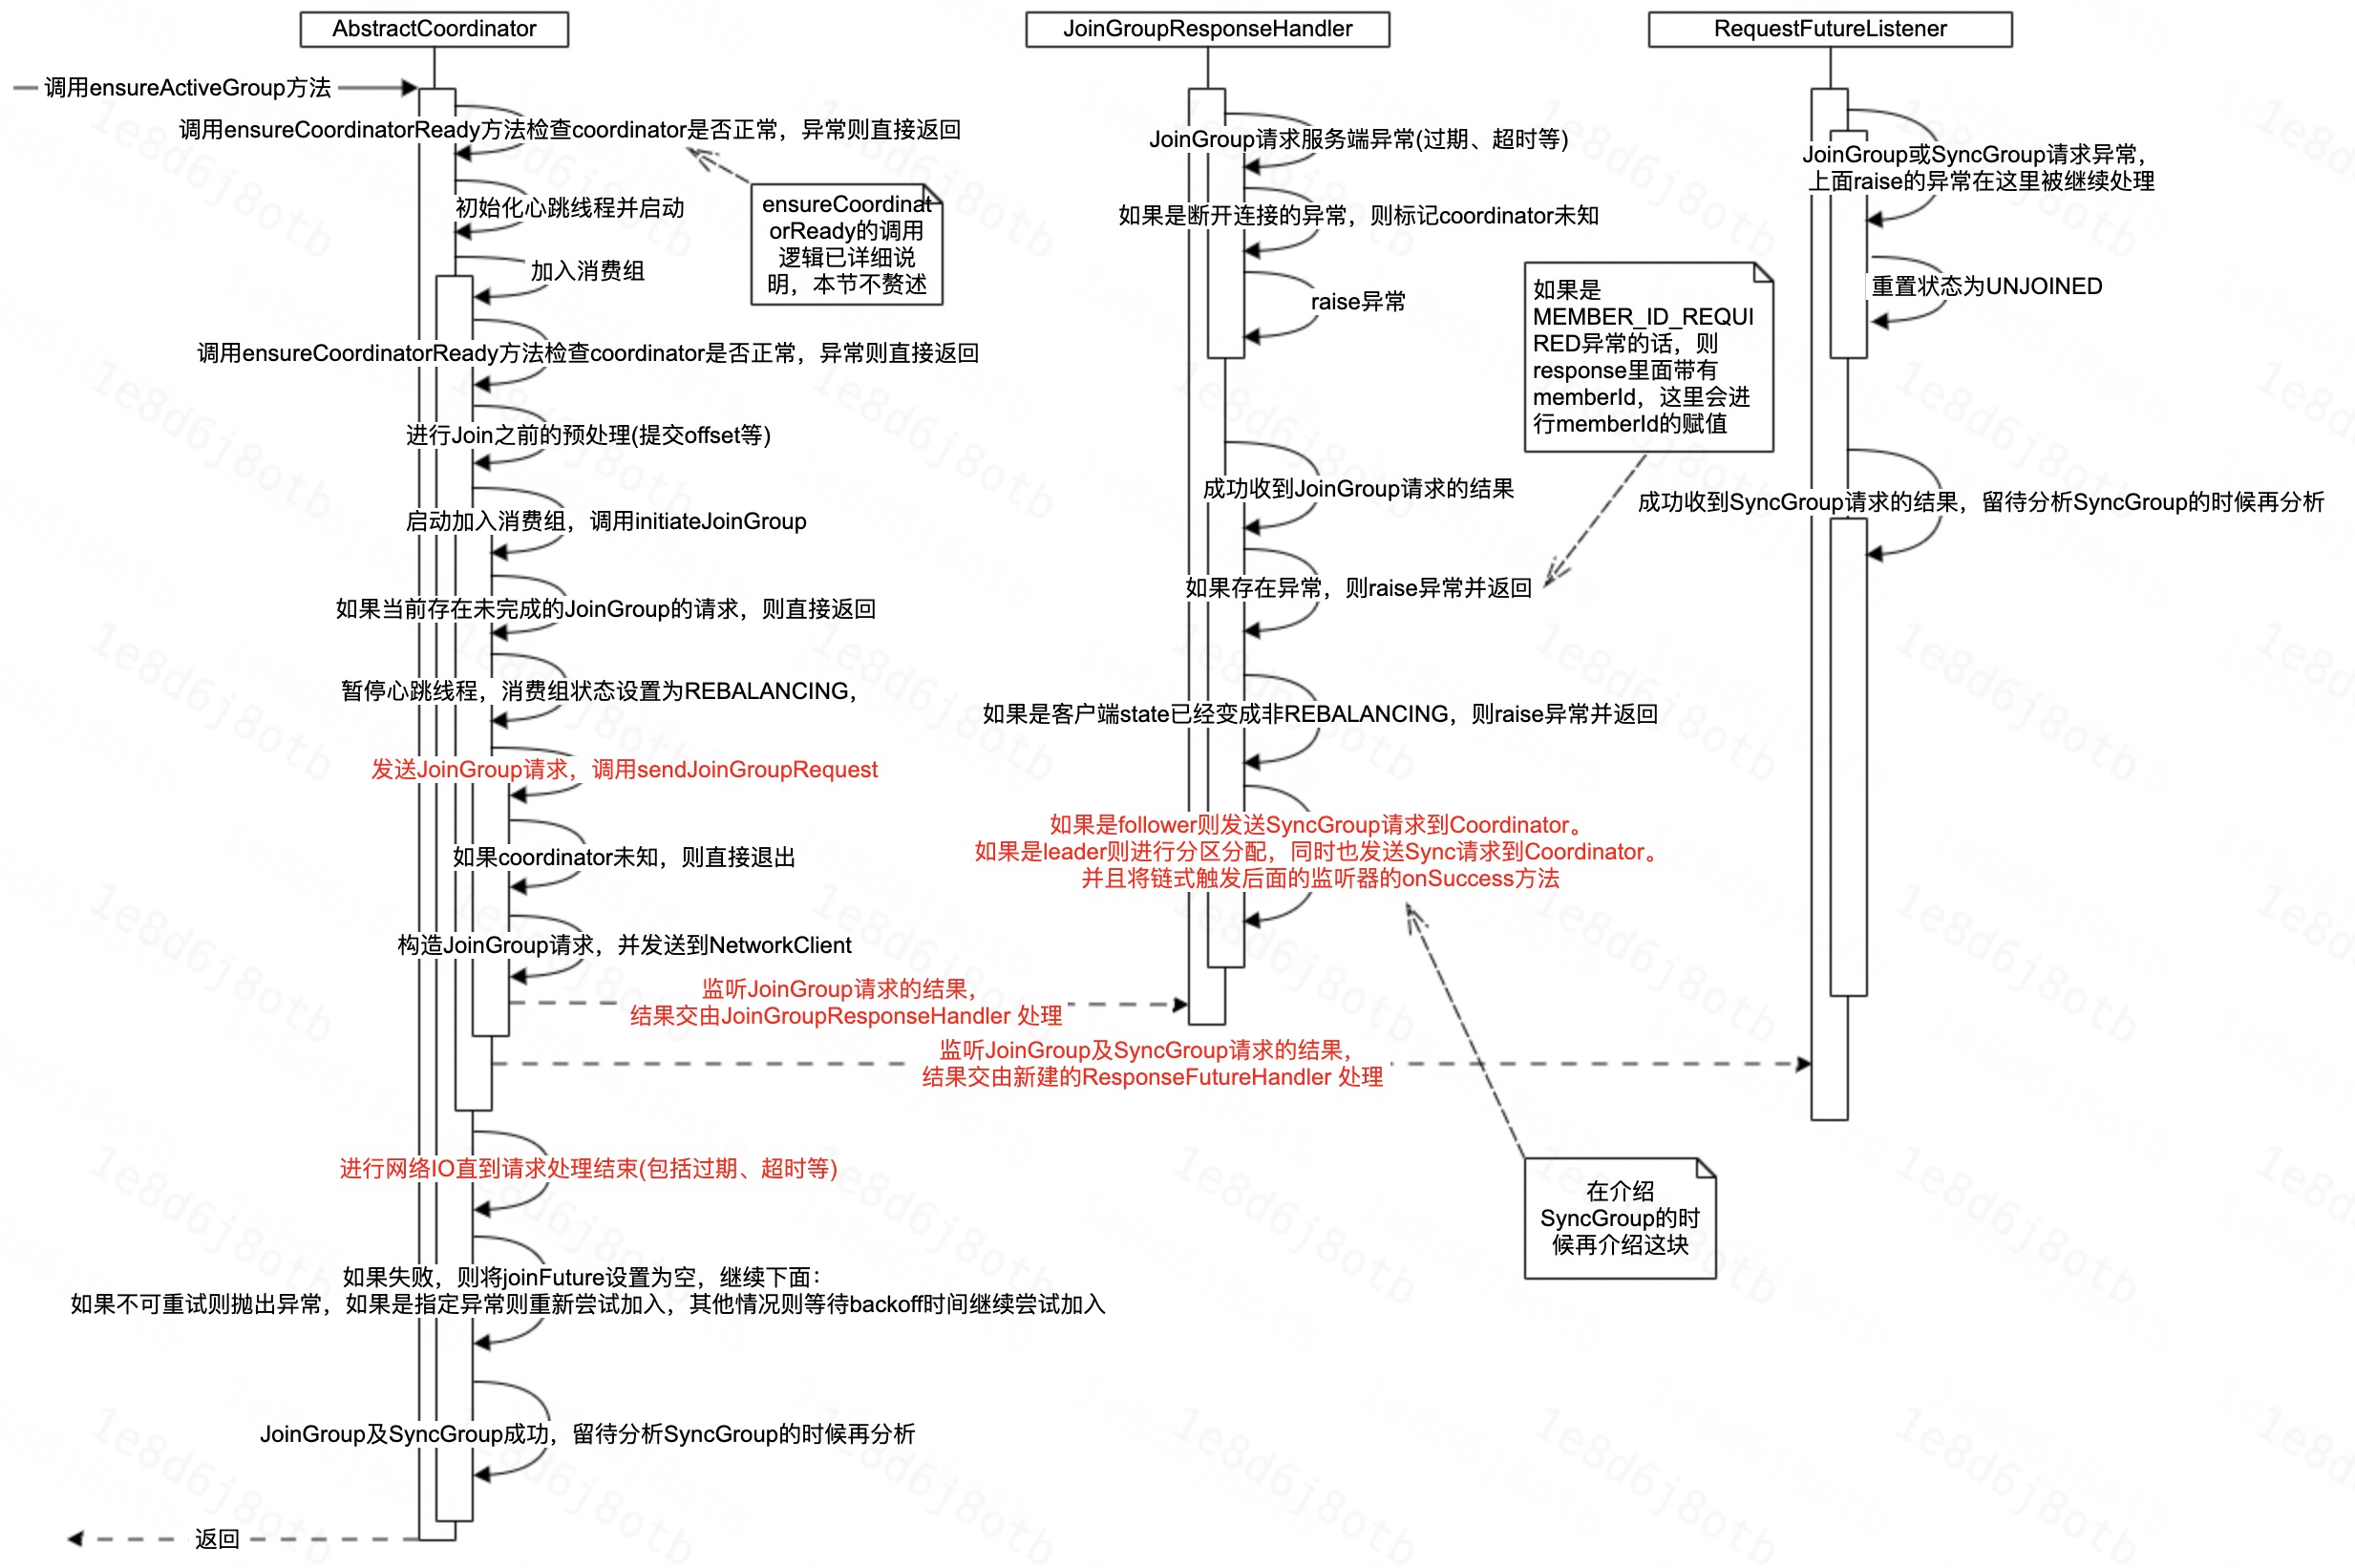 AbstractCoordinator
JoinGroupResponseHandler
RequestFutureListener
调用ensureActiveGroup方法
调用ensureCoordinatorReady方法检查coordinator是否正常，异常则直接返回
ensureCoordinat
orReady的调用
逻辑已详细说
明，本节不赘述
初始化心跳线程并启动
加入消费组
调用ensureCoordinatorReady方法检查coordinator是否正常，异常则直接返回
进行Join之前的预处理(提交offset等)
启动加入消费组，调用initiateJoinGroup
如果当前存在未完成的JoinGroup的请求，则直接返回
暂停心跳线程，消费组状态设置为REBALANCING，
发送JoinGroup请求，调用sendJoinGroupRequest
如果coordinator未知，则直接退出
构造JoinGroup请求，并发送到NetworkClient
监听JoinGroup请求的结果，
结果交由JoinGroupResponseHandler 处理
监听JoinGroup及SyncGroup请求的结果，
结果交由新建的ResponseFutureHandler 处理
进行网络IO直到请求处理结束(包括过期、超时等)
如果失败，则将joinFuture设置为空，继续下面：
如果不可重试则抛出异常，如果是指定异常则重新尝试加入，其他情况则等待backoff时间继续尝试加入
JoinGroup及SyncGroup成功，留待分析SyncGroup的时候再分析
返回
JoinGroup请求服务端异常(过期、超时等)
如果是断开连接的异常，则标记coordinator未知
raise异常
成功收到JoinGroup请求的结果
如果存在异常，则raise异常并返回
如果是
MEMBER_ID_REQUI
RED异常的话，则
response里面带有
memberId，这里会进
行memberId的赋值
如果是客户端state已经变成非REBALANCING，则raise异常并返回
如果是follower则发送SyncGroup请求到Coordinator。
如果是leader则进行分区分配，同时也发送Sync请求到Coordinator。
并且将链式触发后面的监听器的onSuccess方法
在介绍
SyncGroup的时
候再介绍这块
JoinGroup或SyncGroup请求异常，
上面raise的异常在这里被继续处理
重置状态为UNJOINED
成功收到SyncGroup请求的结果，留待分析SyncGroup的时候再分析